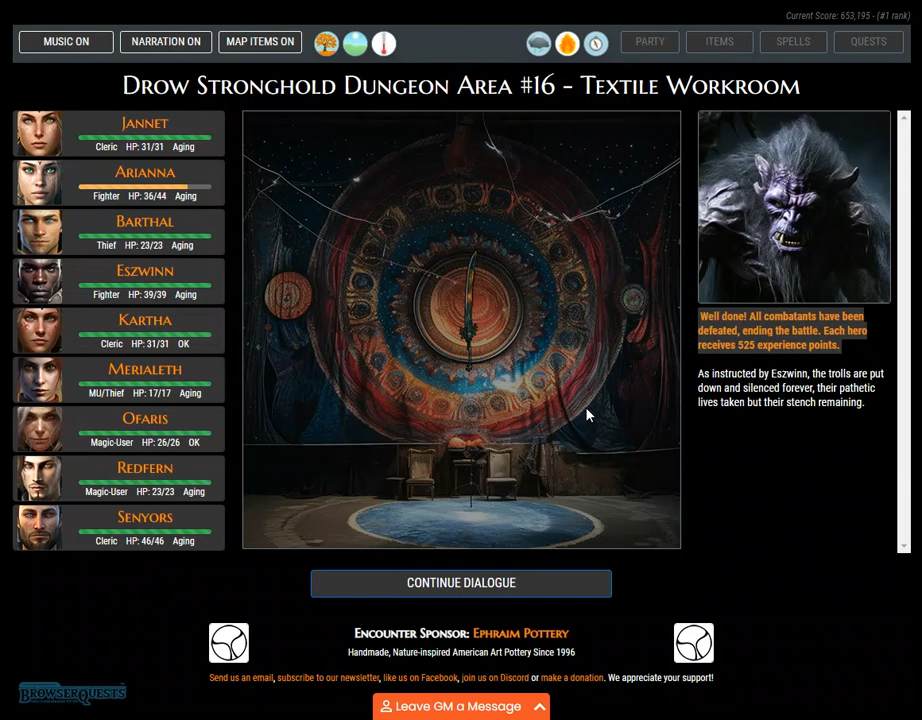 Current Score: 653,195 - (#1 rank)
MUSIC ON NARRATION ON MAP ITEMS ON PARTY ITEMS SPELLS QUESTS
Drow Stronghold Dungeon Area #16 - Textile Workroom
Jannet
Cleric HP: 31/31 Aging
Arianna
Fighter HP: 36/44 Aging
Barthal
Thief HP: 23/23 Aging
Eszwinn
Fighter HP: 39/39 Aging
Kartha
Cleric HP: 31/31 OK
Merialeth
MU/Thief HP: 17/17 Aging
Ofaris
Magic-User HP: 26/26 OK
Redfern
Magic-User HP: 23/23 Aging
Senyors
Cleric HP: 46/46 Aging
Well done! All combatants have been
defeated, ending the battle. Each hero
receives 525 experience points.
As instructed by Eszwinn, the trolls are put
down and silenced forever, their pathetic
lives taken but their stench remaining.
CONTINUE DIALOGUE
Encounter Sponsor: Ephraim Pottery
Handmade, Nature-inspired American Art Pottery Since 1996
Send us an email, subscribe to our newsletter, like us on Facebook, join us on Discord or make a donation. We appreciate your support!
BrowserQuests
Leave GM a Message